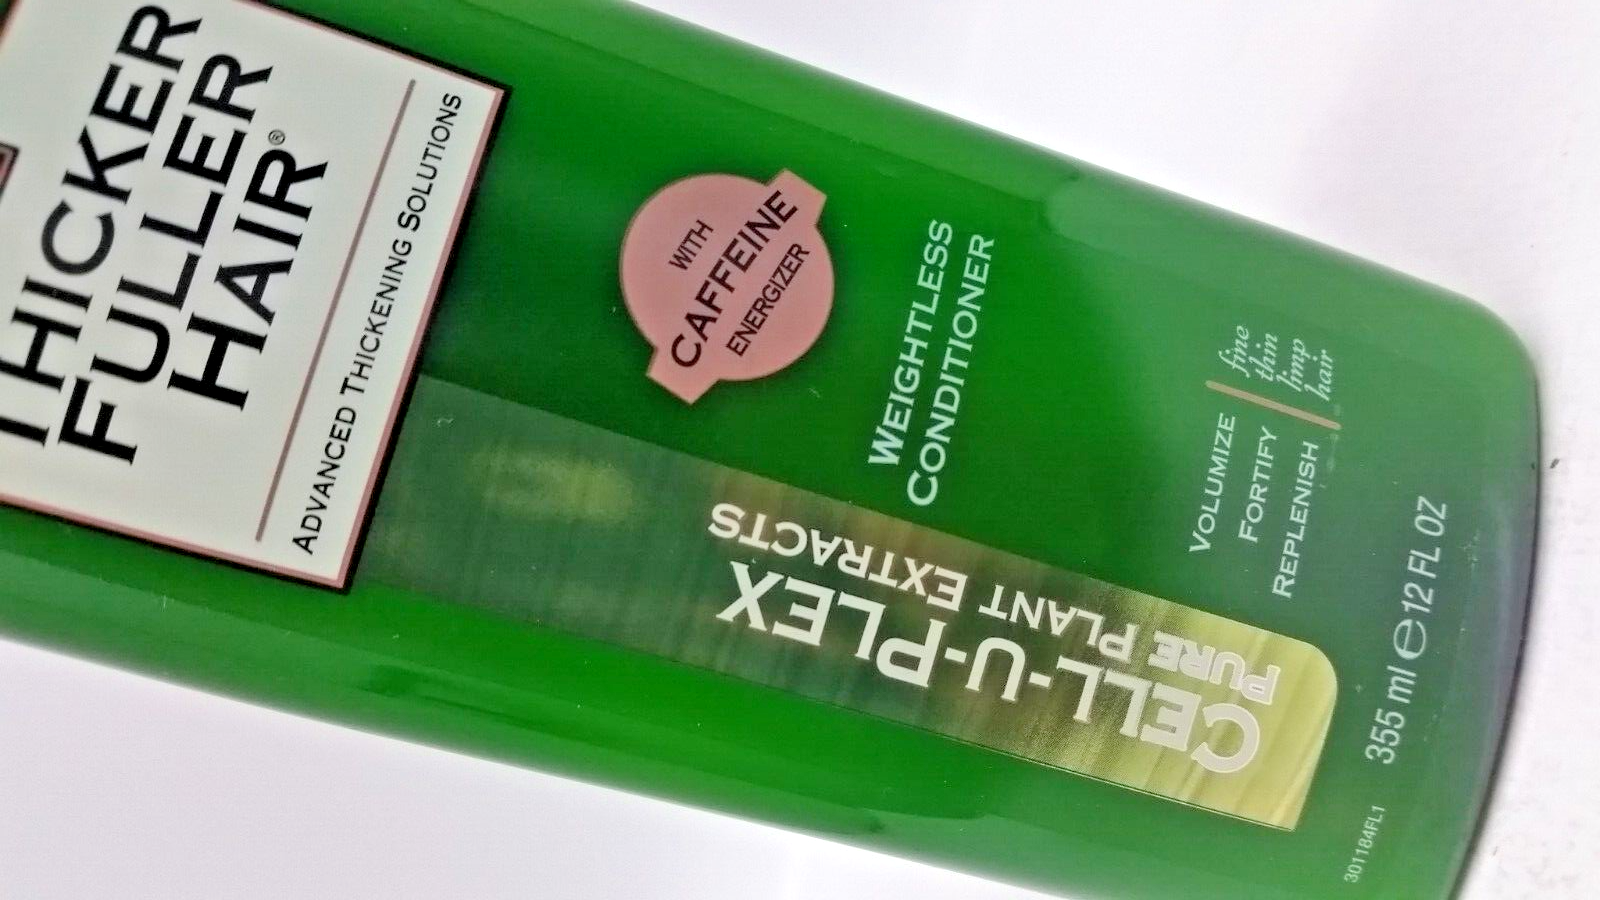 THICKER
FULLER
HAIR®
ADVANCED THICKENING SOLUTIONS
WITH
CAFFEINE
ENERGIZER
WEIGHTLESS
CONDITIONER
CELL-U-PLEX
PURE PLANT EXTRACTS
VOLUMIZE
FORTIFY
REPLENISH
fine
thin
limp
hair
355 ml ℮ 12 FL OZ
301184FL1